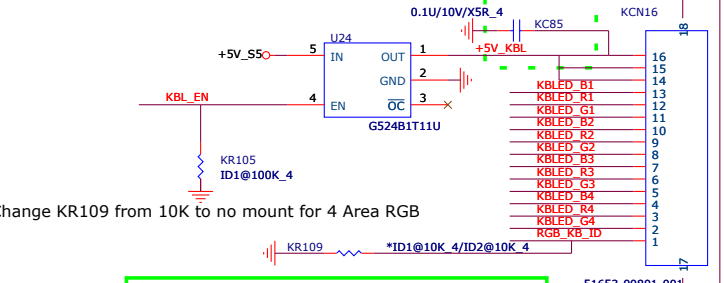 0.1U/10V/X5R_4
KC85
KCN16
18
U24
+5V_S5
5
IN
OUT
1
+5V_KBL
GND
2
KBL_EN
4
EN
OC
3
G524B1T11U
16
15
14
KBLED_B1
13
KBLED_R1
12
KBLED_G1
11
KBLED_B2
10
KBLED_R2
9
KBLED_G2
8
KBLED_B3
7
KBLED_R3
6
KBLED_G3
5
KBLED_B4
4
KBLED_R4
3
KBLED_G4
2
RGB_KB_ID
1
KR105
ID1@100K_4
Change KR109 from 10K to no mount for 4 Area RGB
KR109
*ID1@10K_4/ID2@10K_4
17